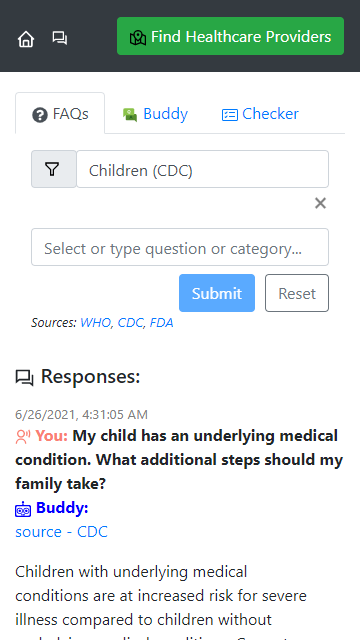 Find Healthcare Providers
FAQs
Buddy
Checker
Children (CDC)
×
Select or type question or category...
Submit
Reset
Sources: WHO, CDC, FDA
Responses:
6/26/2021, 4:31:05 AM
You: My child has an underlying medical
condition. What additional steps should my
family take?
Buddy:
source - CDC
Children with underlying medical
conditions are at increased risk for severe
illness compared to children without